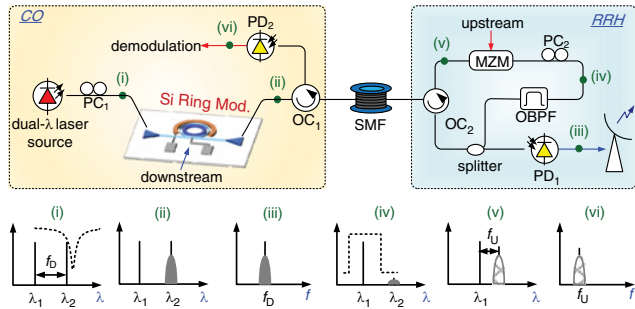 CO
RRH
(vi)
PD2
demodulation
upstream
(v)
MZM
PC2
(i)
(ii)
(iv)
PC1
Si Ring Mod.
OC1
SMF
OC2
OBPF
(iii)
dual-λ laser
source
downstream
splitter
PD1
(i)
(ii)
(iii)
(iv)
(v)
(vi)
fD
fU
λ1
λ2
λ
λ1
λ2
λ
fD
f
λ1
λ2
λ
λ1
λ
fU
f